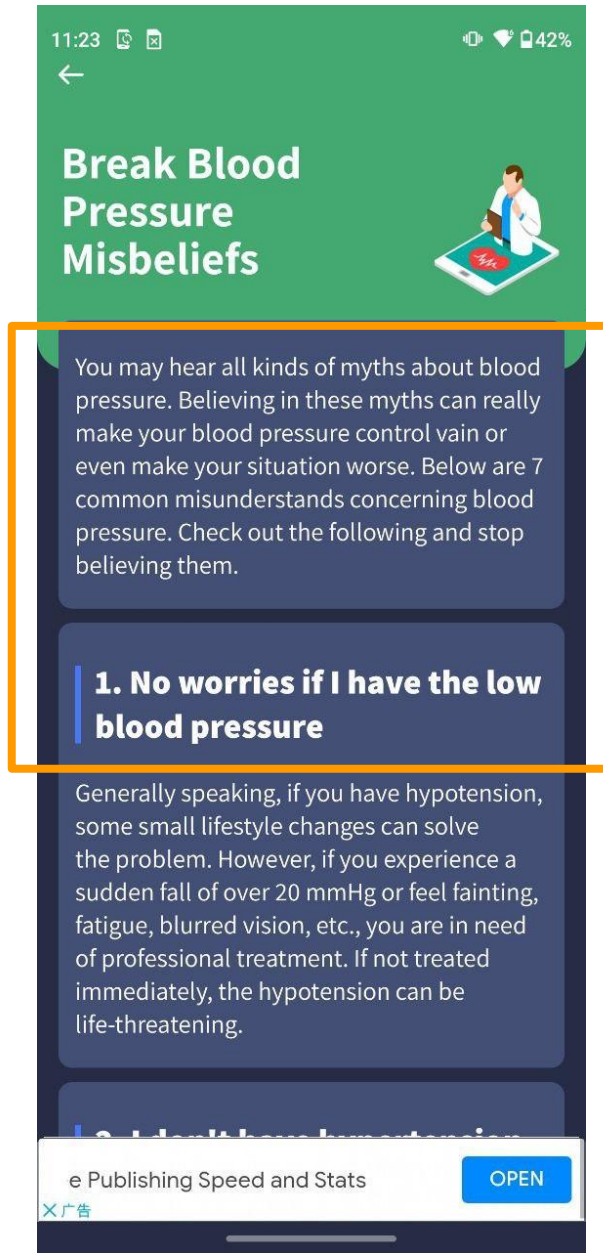 11:23
42%
Break Blood
Pressure
Misbeliefs
You may hear all kinds of myths about blood
pressure. Believing in these myths can really
make your blood pressure control vain or
even make your situation worse. Below are 7
common misunderstands concerning blood
pressure. Check out the following and stop
believing them.
1. No worries if I have the low
blood pressure
Generally speaking, if you have hypotension,
some small lifestyle changes can solve
the problem. However, if you experience a
sudden fall of over 20 mmHg or feel fainting,
fatigue, blurred vision, etc., you are in need
of professional treatment. If not treated
immediately, the hypotension can be
life-threatening.
2. I don't have hypertension
e Publishing Speed and Stats
OPEN
广告